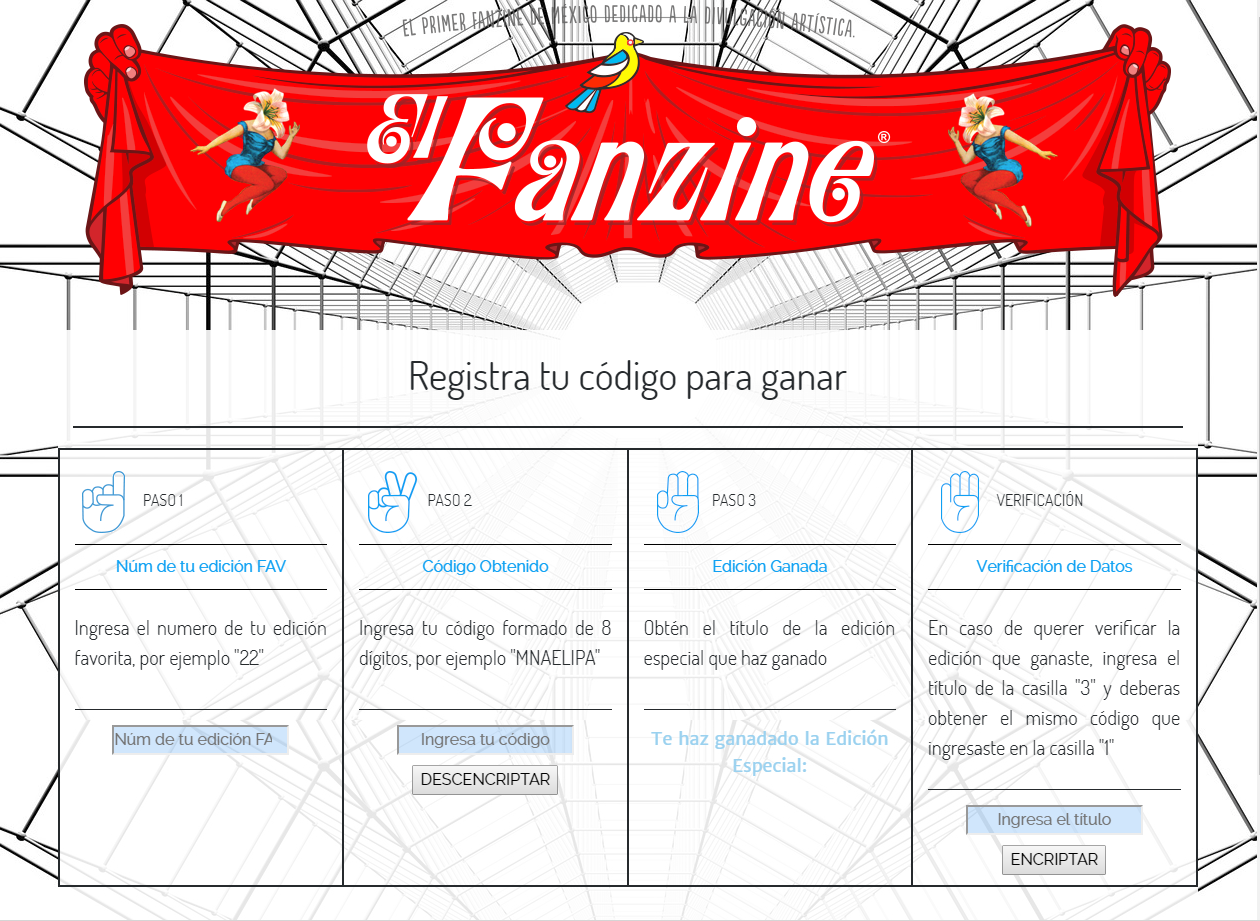 EL PRIMER FANZINE DE MÉXICO DEDICADO A LA DIVULGACIÓN ARTÍSTICA.
El Fanzine®
Registra tu código para ganar
PASO 1
Núm de tu edición FAV
Ingresa el numero de tu edición
favorita, por ejemplo "22"
Núm de tu edición FA
PASO 2
Código Obtenido
Ingresa tu código formado de 8
dígitos, por ejemplo "MNAELIPA"
Ingresa tu código
DESCENCRIPTAR
PASO 3
Edición Ganada
Obtén el título de la edición
especial que haz ganado
Te haz ganadado la Edición
Especial:
VERIFICACIÓN
Verificación de Datos
En caso de querer verificar la
edición que ganaste, ingresa el
título de la casilla "3" y deberas
obtener el mismo código que
ingresaste en la casilla "1"
Ingresa el título
ENCRIPTAR